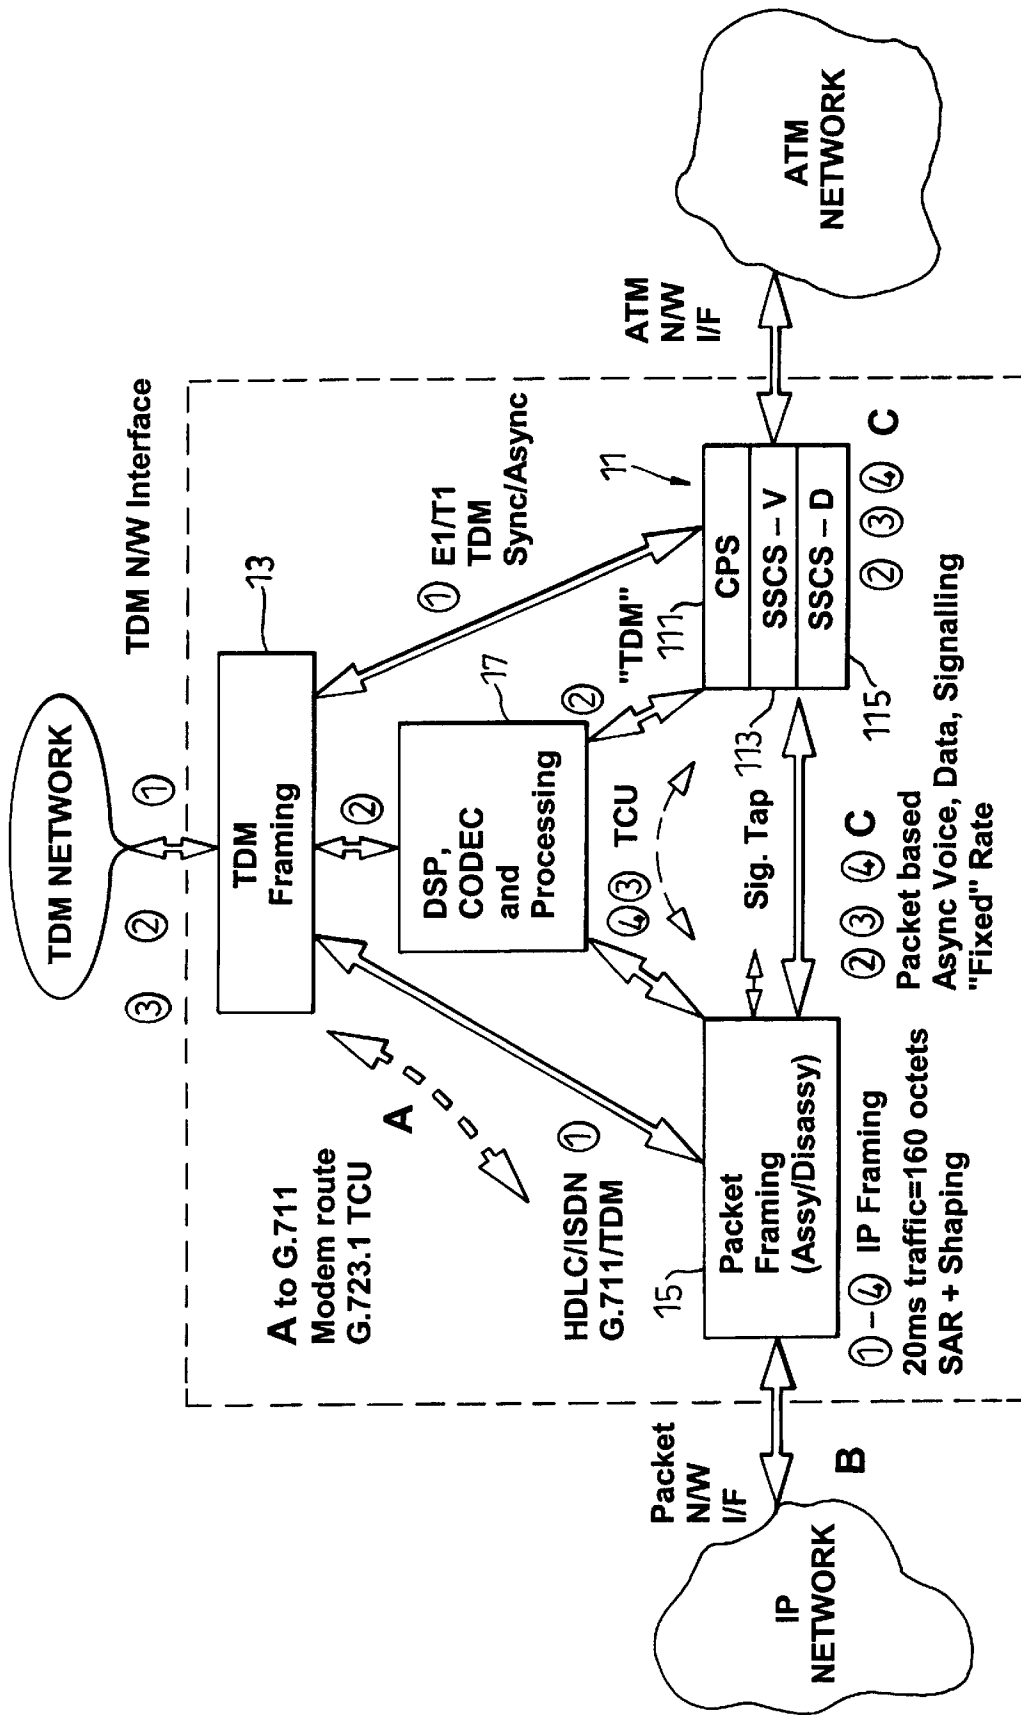 TDM NETWORK
③ ② ①
TDM N/W Interface
13
TDM
Framing
A to G.711
Modem route
G.723.1 TCU
A
②
① E1/T1
TDM
Sync/Async
17
DSP,
CODEC
and
Processing
HDLC/ISDN ①
G.711/TDM
④③ TCU
② "TDM"
11
Packet
N/W
I/F
ATM
N/W
I/F
15
Packet
Framing
(Assy/Disassy)
Sig. Tap
111
113
115
CPS
SSCS – V
SSCS – D
IP
NETWORK
ATM
NETWORK
B
①–④ IP Framing
20ms traffic=160 octets
SAR + Shaping
② ③ ④ C
Packet based
Async Voice, Data, Signalling
"Fixed" Rate
② ③ ④ C